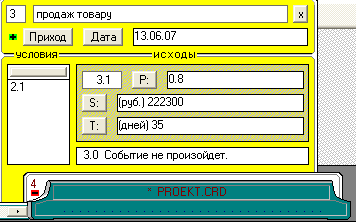 3 продаж товару x
Приход Дата 13.06.07
Условия исходы
2.1
3.1 P: 0.8
S: (руб.) 222300
T: (дней) 35
3.0 Событие не произойдет.
4
* PROEKT.CRD